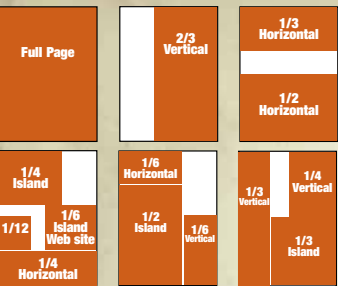 Full Page
2/3
Vertical
1/3
Horizontal
1/2
Horizontal
1/4
Island
1/12
1/6
Island
Web site
1/4
Horizontal
1/6
Horizontal
1/2
Island
1/6
Vertical
1/3
Vertical
1/4
Vertical
1/3
Island